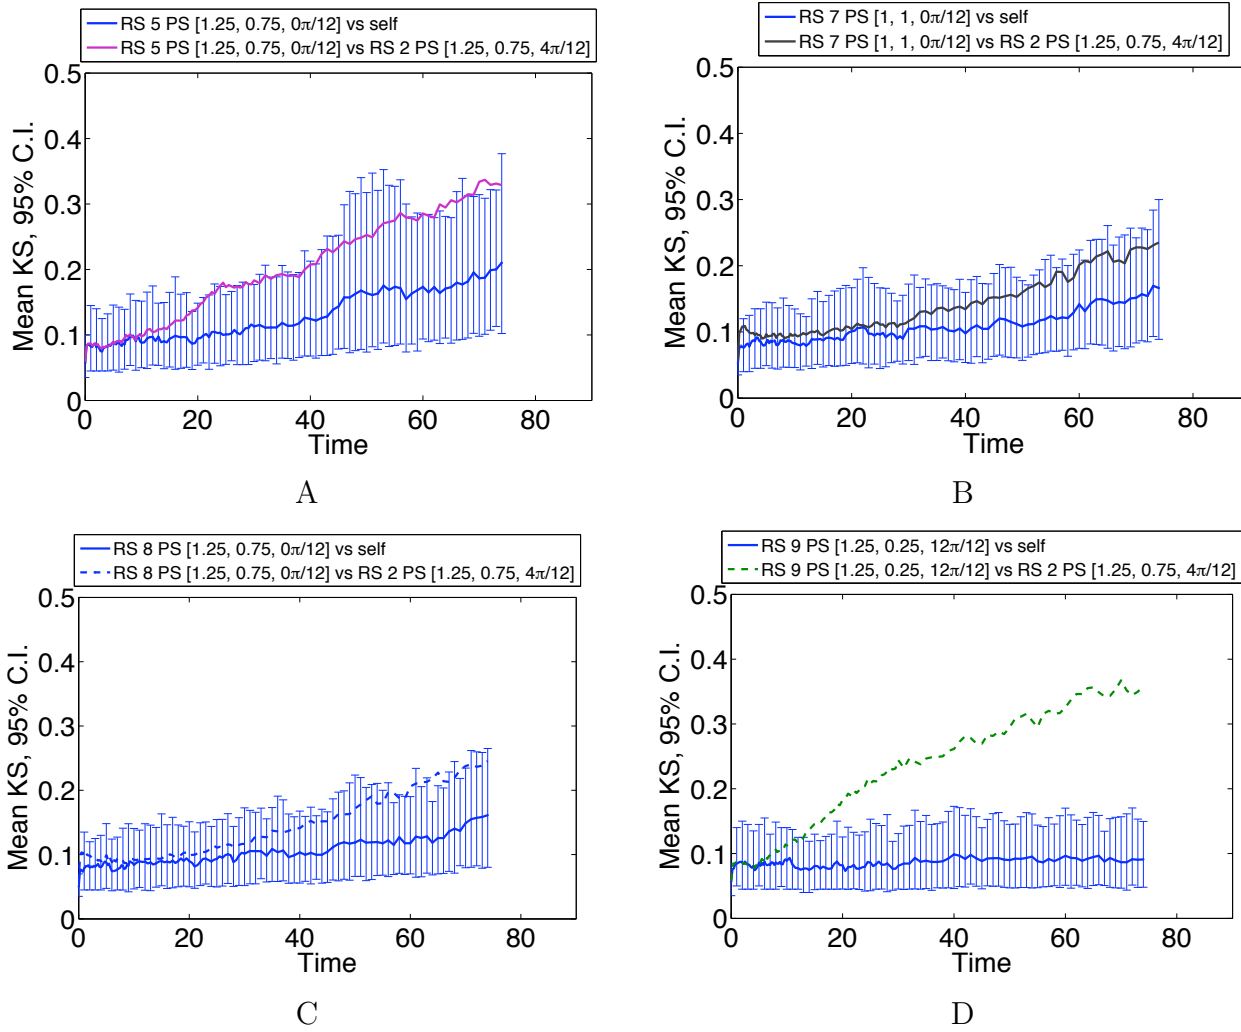 RS 5 PS [1.25, 0.75, 0π/12] vs self
RS 5 PS [1.25, 0.75, 0π/12] vs RS 2 PS [1.25, 0.75, 4π/12]
0.5
0.4
0.3
0.2
0.1
0
Mean KS, 95% C.I.
0 20 40 60 80
Time
A
RS 7 PS [1, 1, 0π/12] vs self
RS 7 PS [1, 1, 0π/12] vs RS 2 PS [1.25, 0.75, 4π/12]
0.5
0.4
0.3
0.2
0.1
0
Mean KS, 95% C.I.
0 20 40 60 80
Time
B
RS 8 PS [1.25, 0.75, 0π/12] vs self
RS 8 PS [1.25, 0.75, 0π/12] vs RS 2 PS [1.25, 0.75, 4π/12]
0.5
0.4
0.3
0.2
0.1
0
Mean KS, 95% C.I.
0 20 40 60 80
Time
C
RS 9 PS [1.25, 0.25, 12π/12] vs self
RS 9 PS [1.25, 0.25, 12π/12] vs RS 2 PS [1.25, 0.75, 4π/12]
0.5
0.4
0.3
0.2
0.1
0
Mean KS, 95% C.I.
0 20 40 60 80
Time
D